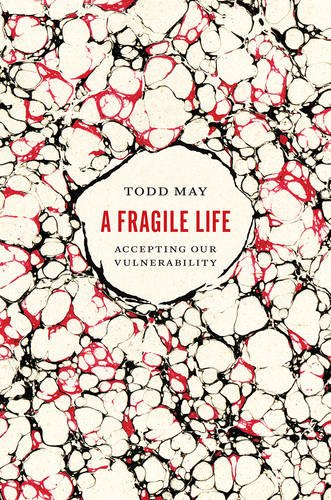 TODD MAY
A FRAGILE LIFE
ACCEPTING OUR
VULNERABILITY